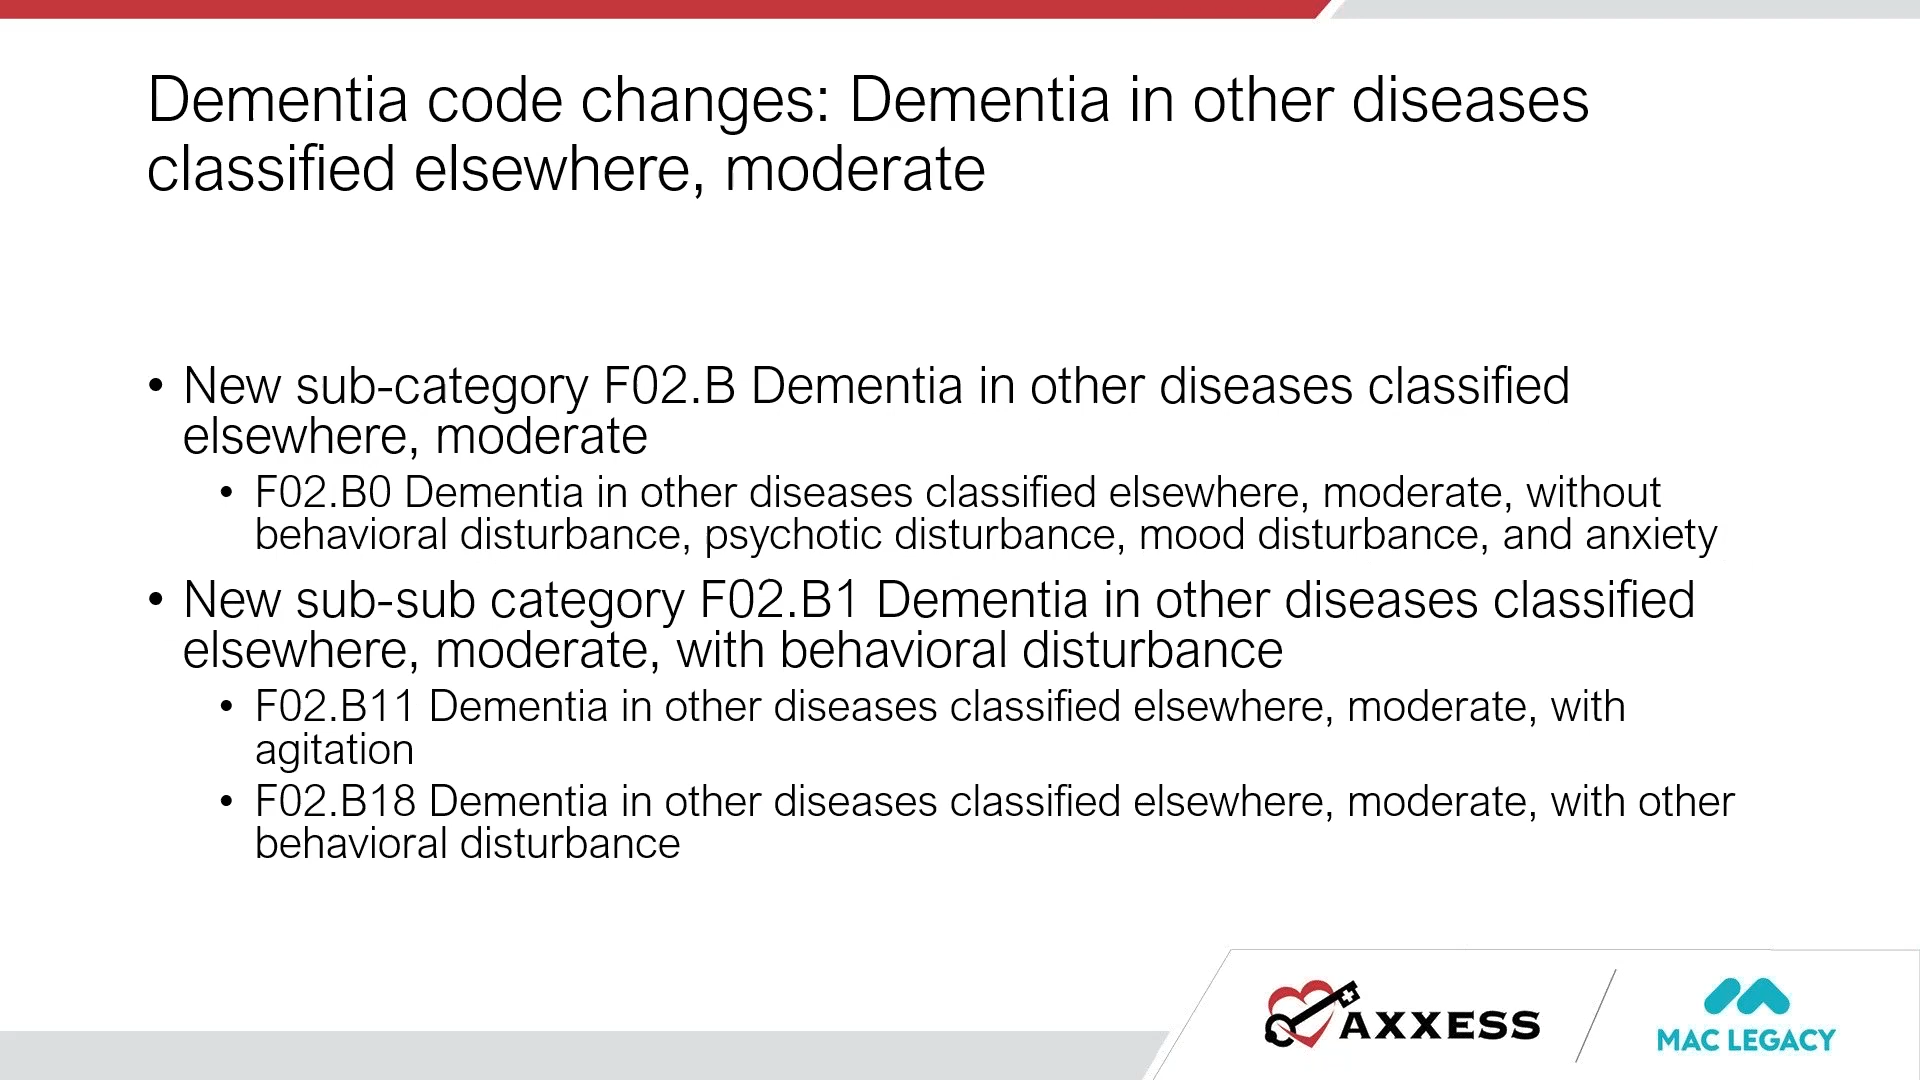 Dementia code changes: Dementia in other diseases
classified elsewhere, moderate
• New sub-category F02.B Dementia in other diseases classified
elsewhere, moderate
• F02.B0 Dementia in other diseases classified elsewhere, moderate, without
behavioral disturbance, psychotic disturbance, mood disturbance, and anxiety
• New sub-sub category F02.B1 Dementia in other diseases classified
elsewhere, moderate, with behavioral disturbance
• F02.B11 Dementia in other diseases classified elsewhere, moderate, with
agitation
• F02.B18 Dementia in other diseases classified elsewhere, moderate, with other
behavioral disturbance
AXXESS
MAC LEGACY